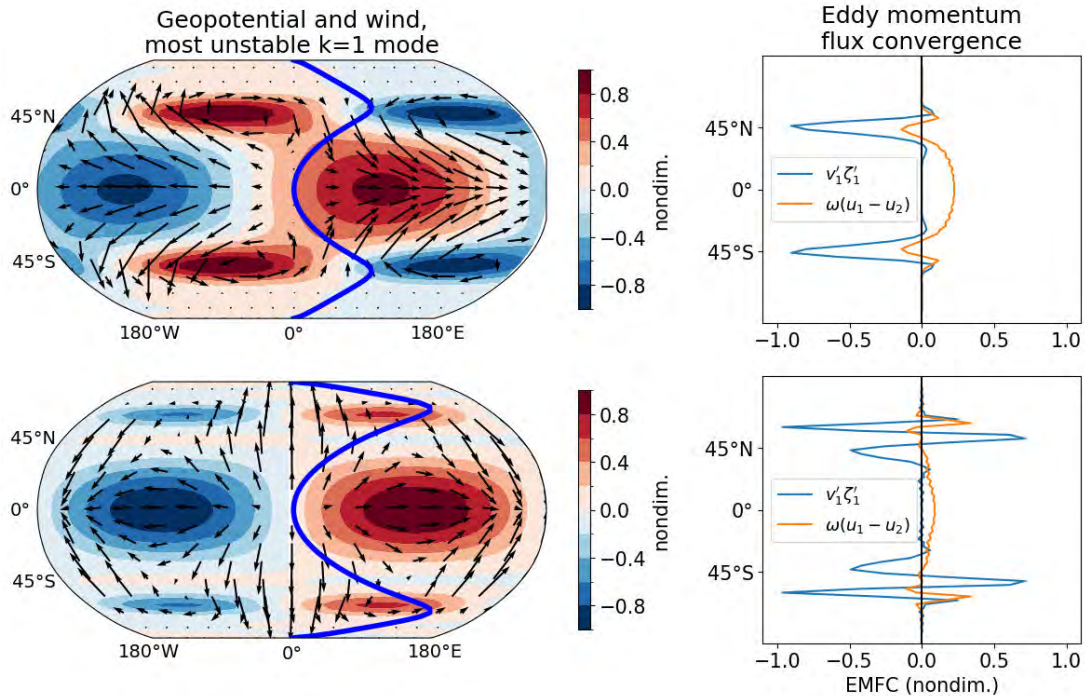 Geopotential and wind,
most unstable k=1 mode
45°N
0°
45°S
180°W 0° 180°E
0.8
0.4
0.0
−0.4
−0.8
nondim.
Eddy momentum
flux convergence
45°N
0°
45°S
v′₁ζ′₁
ω(u₁ − u₂)
−1.0 −0.5 0.0 0.5 1.0
45°N
0°
45°S
180°W 0° 180°E
0.8
0.4
0.0
−0.4
−0.8
nondim.
45°N
0°
45°S
v′₁ζ′₁
ω(u₁ − u₂)
−1.0 −0.5 0.0 0.5 1.0
EMFC (nondim.)